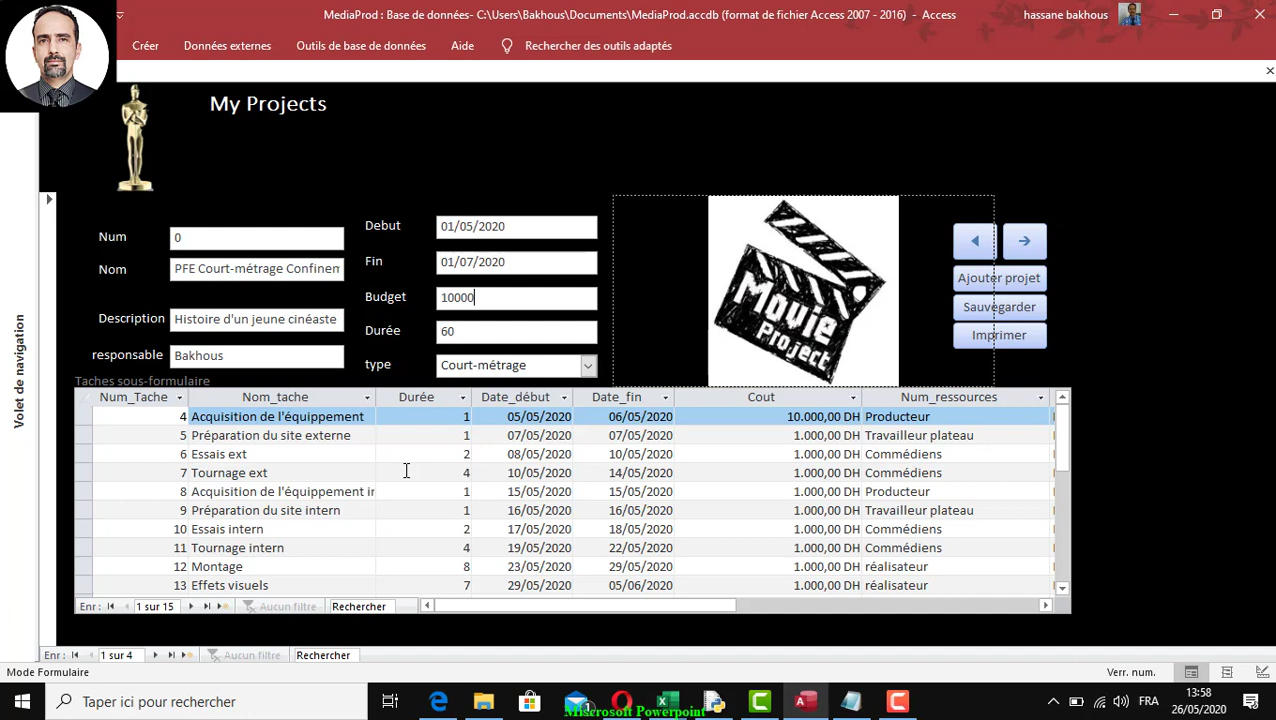 MediaProd : Base de données- C:\Users\Bakhous\Documents\MediaProd.accdb (format de fichier Access 2007 - 2016) - Access
hassane bakhous
Créer
Données externes
Outils de base de données
Aide
Rechercher des outils adaptés
My Projects
Num
0
Nom
PFE Court-métrage Confinem
Description
Histoire d'un jeune cinéaste
responsable
Bakhous
Debut
01/05/2020
Fin
01/07/2020
Budget
10000
Durée
60
type
Court-métrage
Movie
Project
Ajouter projet
Sauvegarder
Imprimer
Volet de navigation
Taches sous-formulaire
Num_Tache Nom_tache Durée Date_début Date_fin Cout Num_ressources
4 Acquisition de l'équippement 1 05/05/2020 06/05/2020 10.000,00 DH Producteur
5 Préparation du site externe 1 07/05/2020 07/05/2020 1.000,00 DH Travailleur plateau
6 Essais ext 2 08/05/2020 10/05/2020 1.000,00 DH Commédiens
7 Tournage ext 4 10/05/2020 14/05/2020 1.000,00 DH Commédiens
8 Acquisition de l'équippement ir 1 15/05/2020 15/05/2020 1.000,00 DH Producteur
9 Préparation du site intern 1 16/05/2020 16/05/2020 1.000,00 DH Travailleur plateau
10 Essais intern 2 17/05/2020 18/05/2020 1.000,00 DH Commédiens
11 Tournage intern 4 19/05/2020 22/05/2020 1.000,00 DH Commédiens
12 Montage 8 23/05/2020 29/05/2020 1.000,00 DH réalisateur
13 Effets visuels 7 29/05/2020 05/06/2020 1.000,00 DH réalisateur
Enr : 1 sur 15 Aucun filtre Rechercher
Enr : 1 sur 4 Aucun filtre Rechercher
Mode Formulaire
Verr. num.
Taper ici pour rechercher
1
Miscrosoft Powerpoint
FRA
13:58
26/05/2020